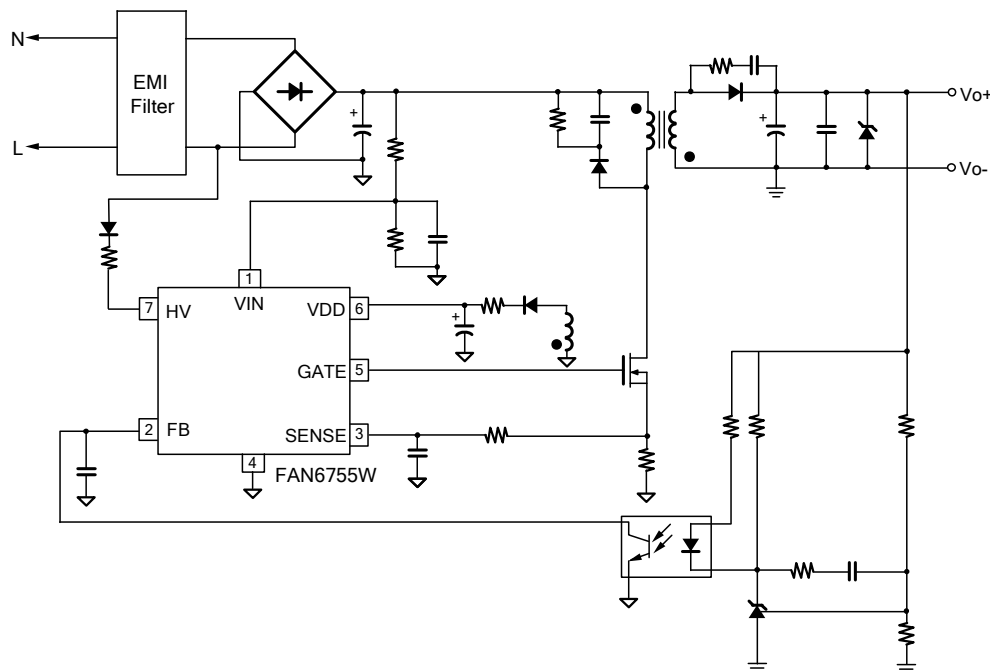 N
EMI
Filter
L
+
+
Vo+
Vo-
1
VIN
7
HV
VDD
6
+
GATE
5
2
FB
SENSE
3
4
FAN6755W